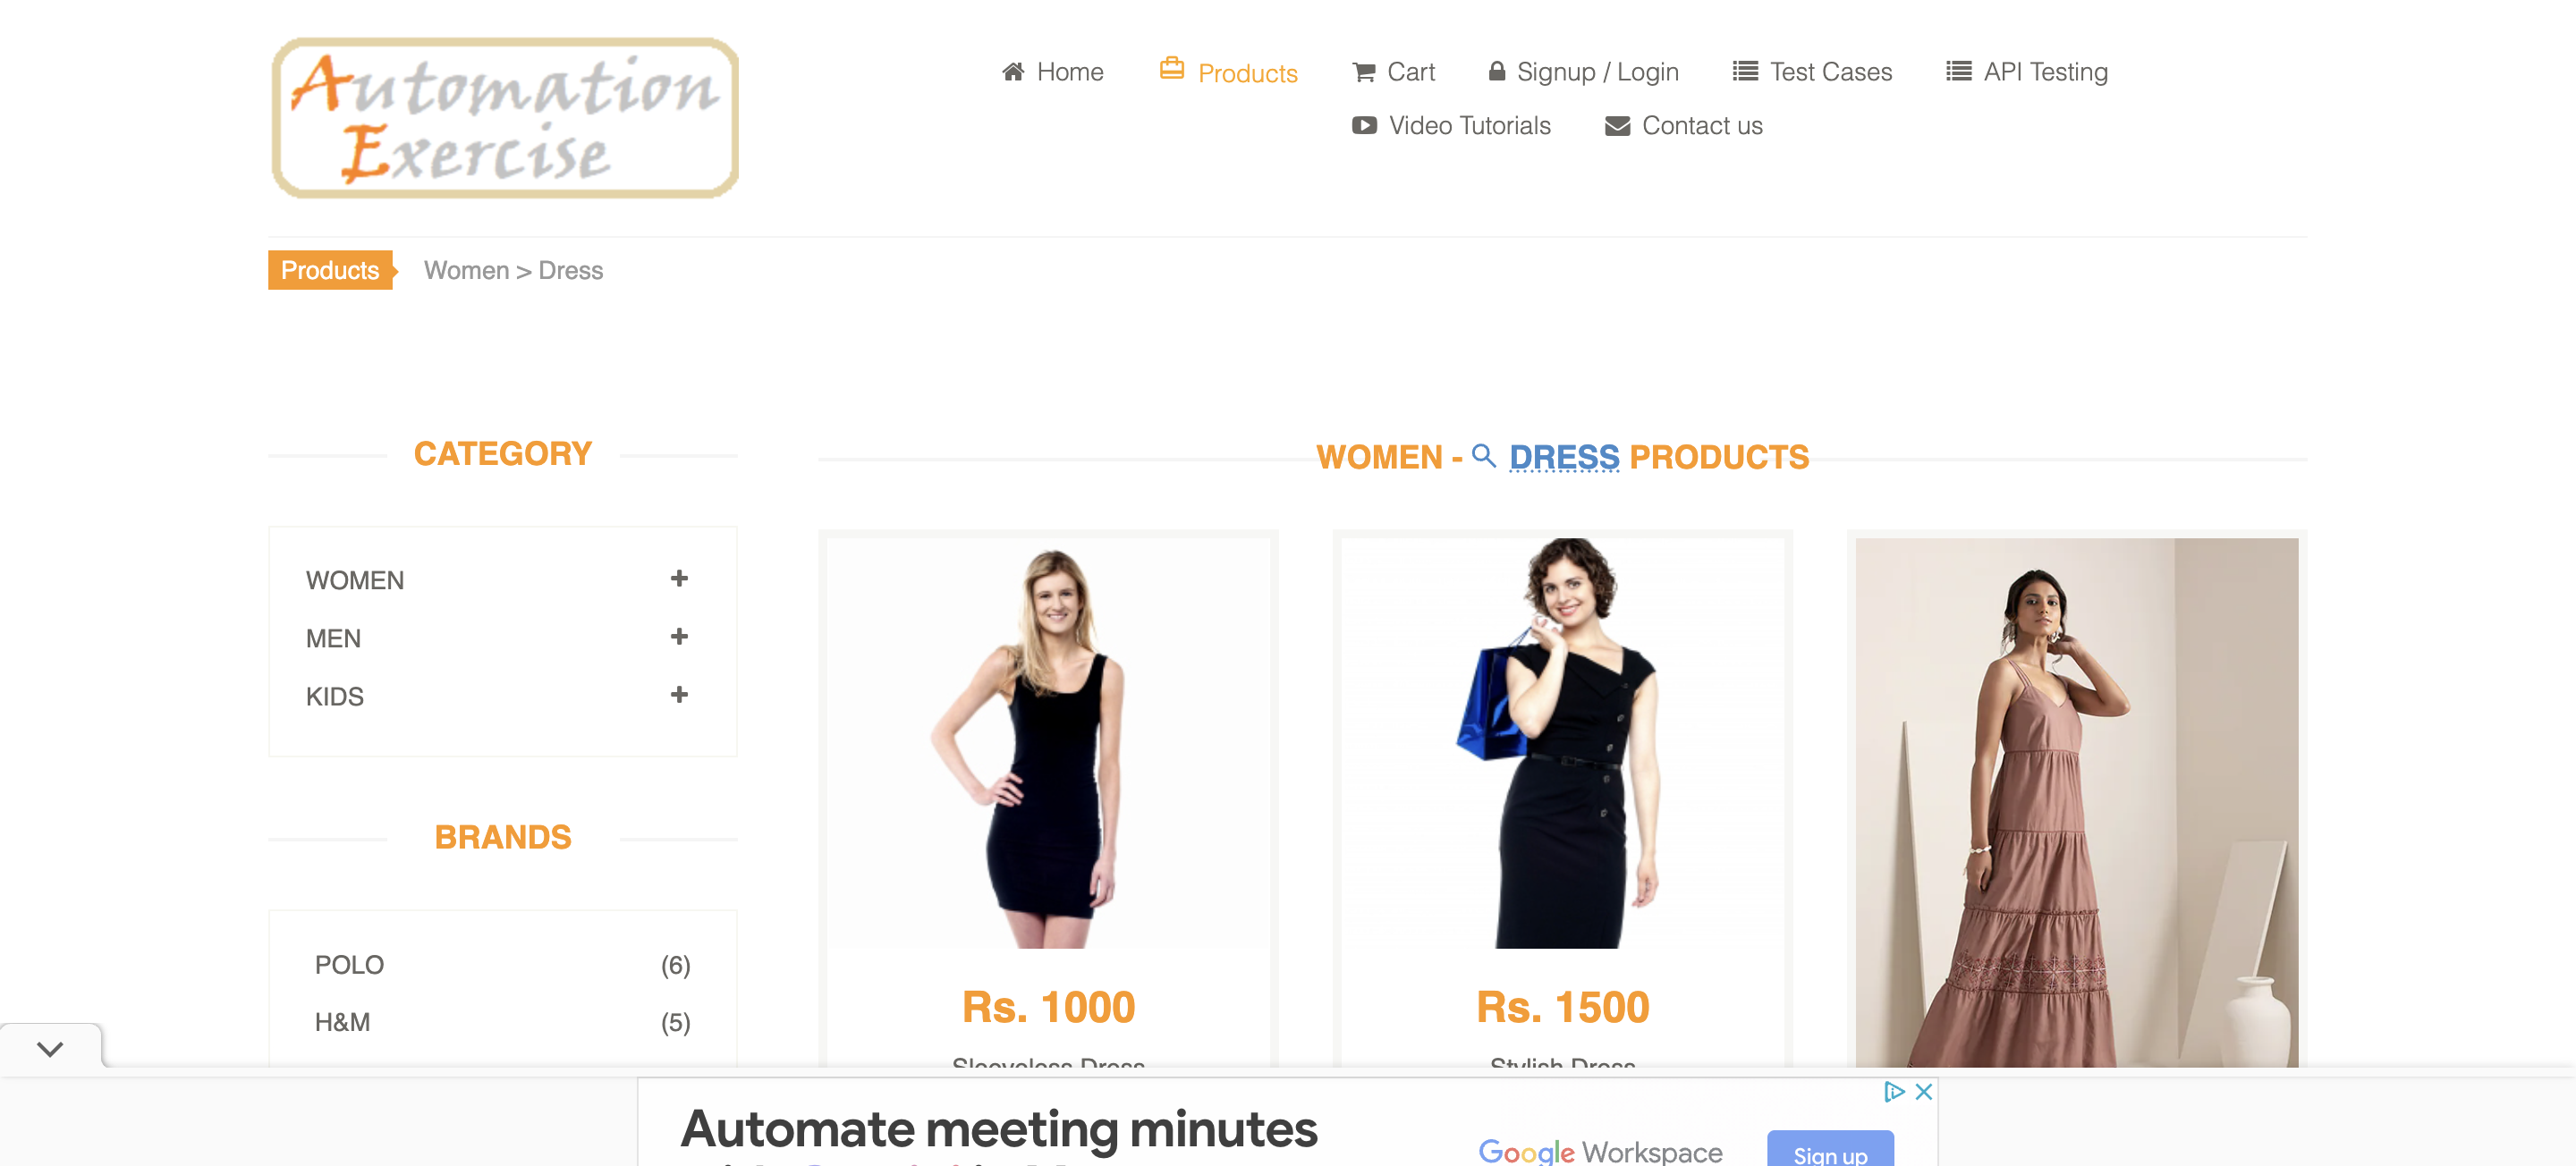 Automation
Exercise
Home Products Cart Signup / Login Test Cases API Testing
Video Tutorials Contact us
Products Women > Dress
CATEGORY
WOMEN
MEN
KIDS
BRANDS
POLO (6)
H&M (5)
WOMEN - DRESS PRODUCTS
Rs. 1000
Sleeveless Dress
Rs. 1500
Stylish Dress
Automate meeting minutes
Google Workspace
Sign up